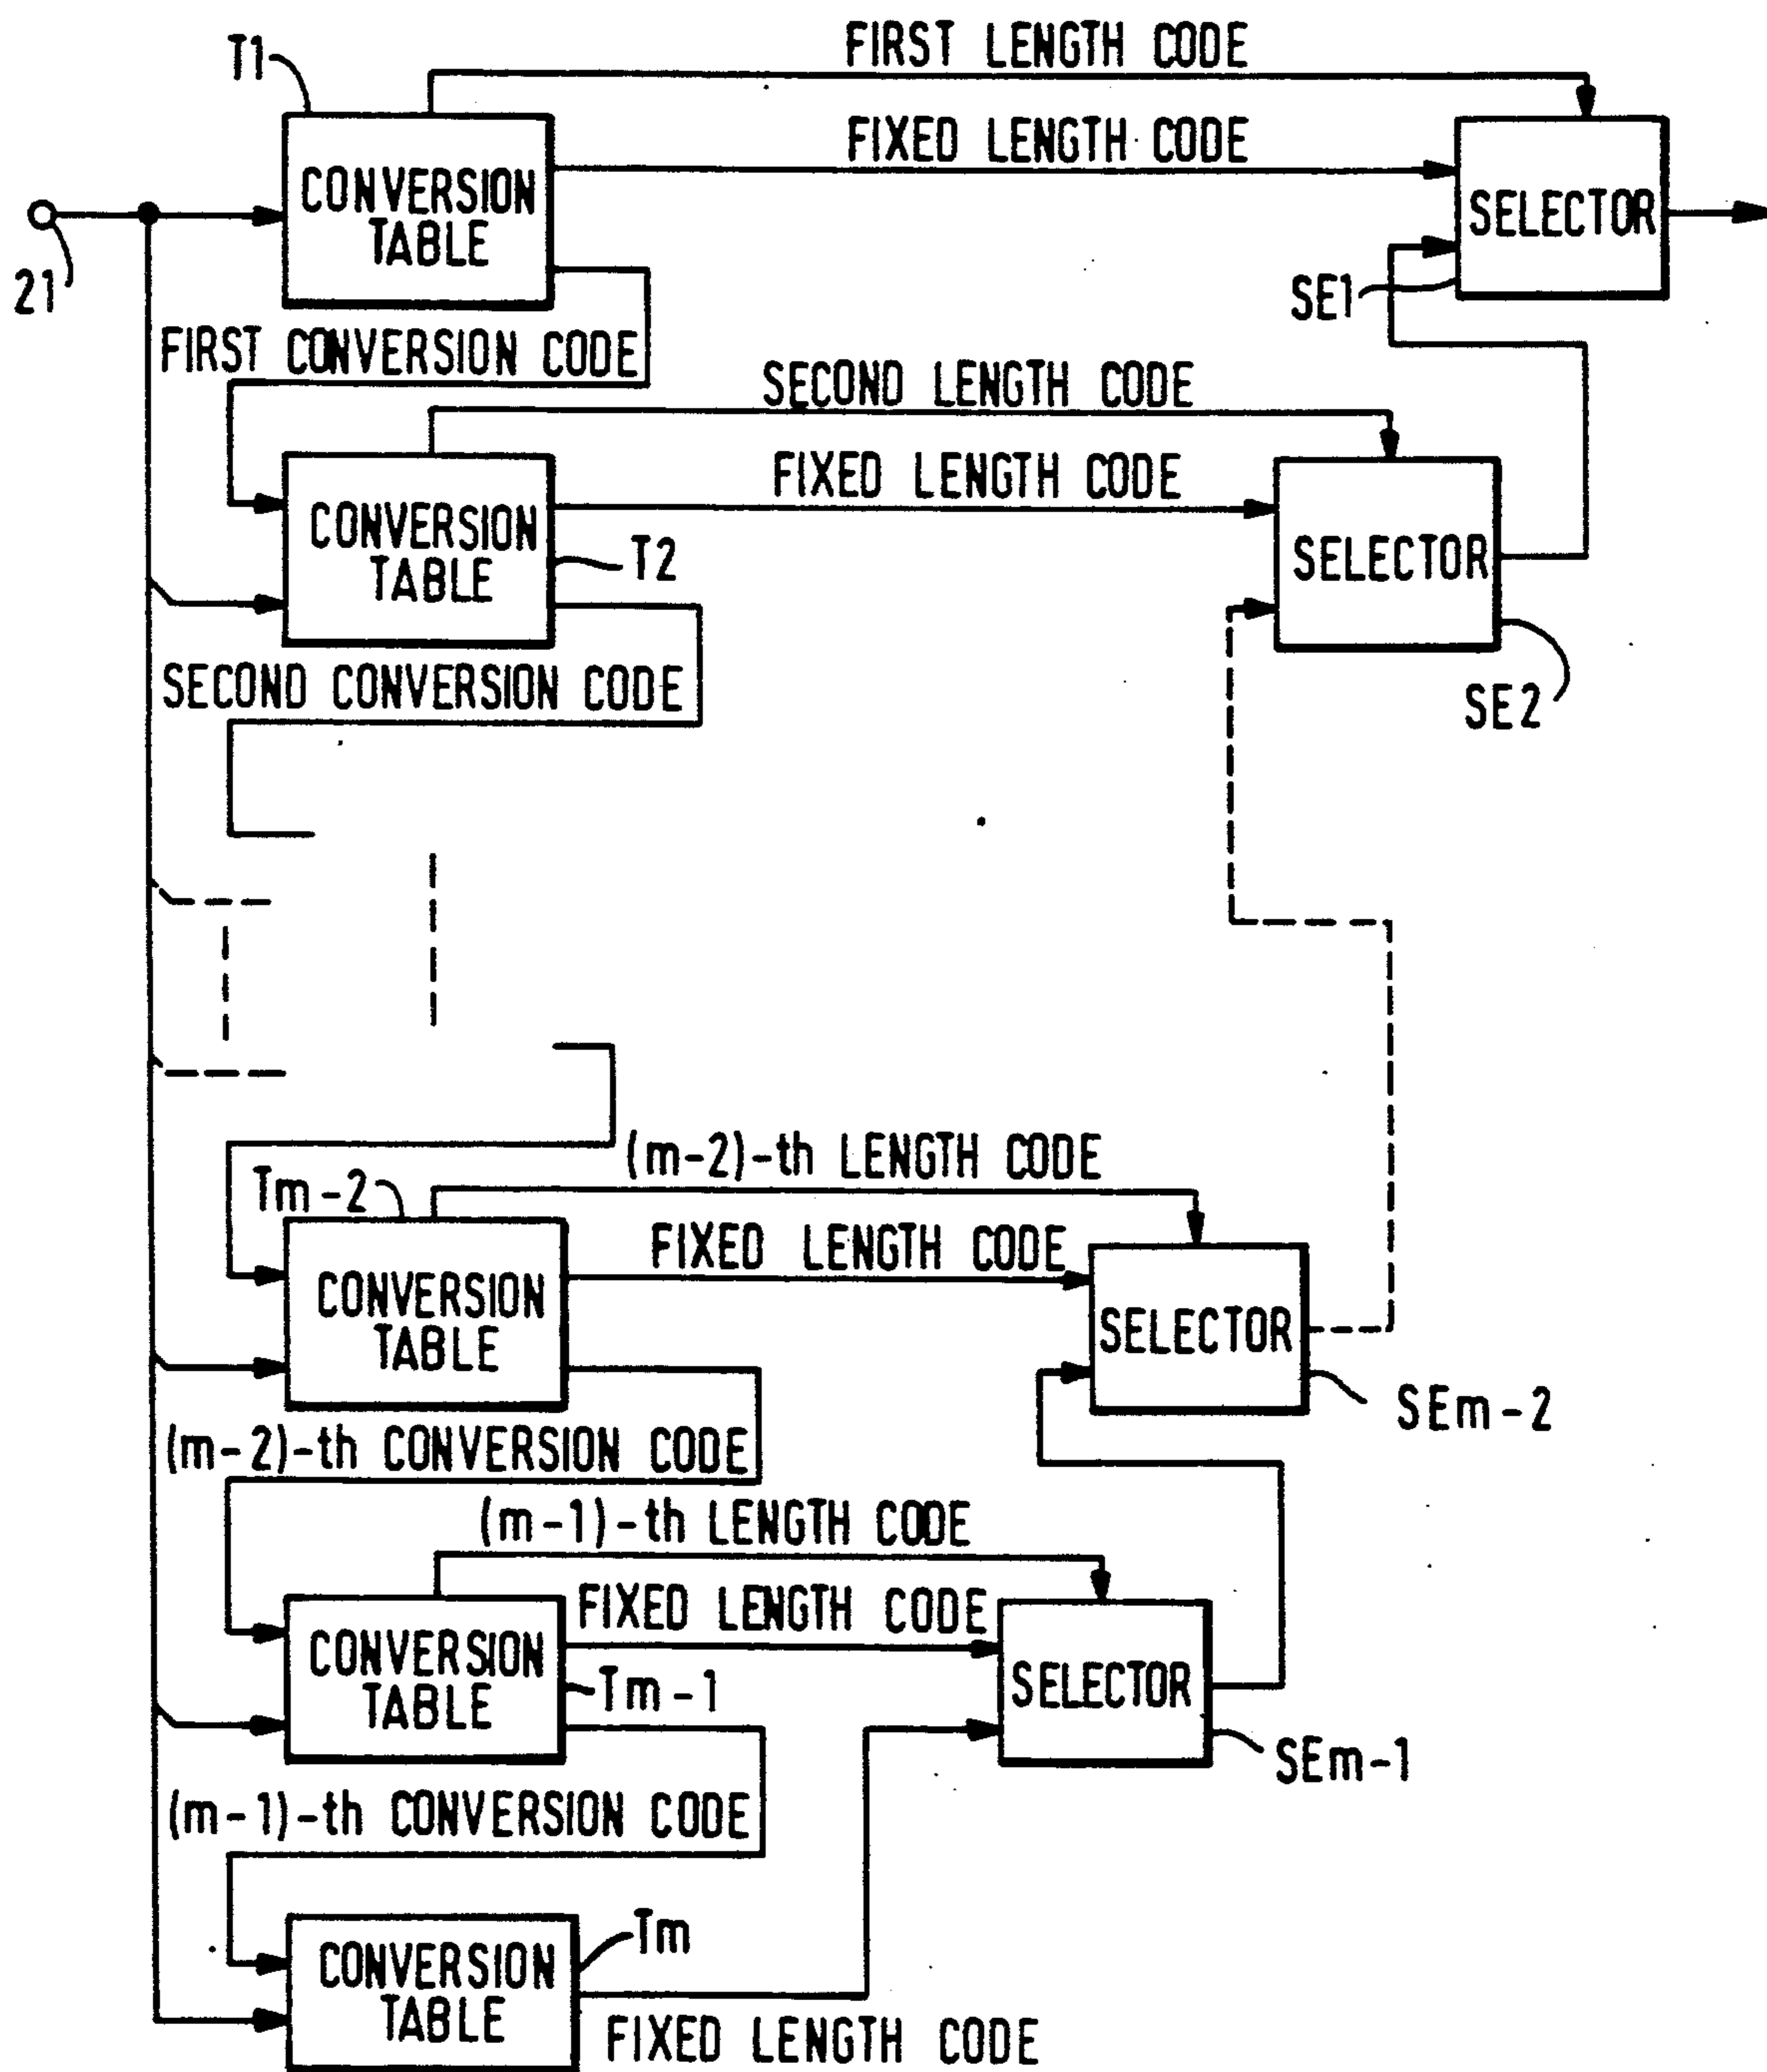 T1
FIRST LENGTH CODE
FIXED LENGTH CODE
CONVERSION
TABLE
SELECTOR
21
SE1
FIRST CONVERSION CODE
SECOND LENGTH CODE
FIXED LENGTH CODE
CONVERSION
TABLE
T2
SELECTOR
SECOND CONVERSION CODE
SE2
(m-2)-th LENGTH CODE
Tm-2
FIXED LENGTH CODE
CONVERSION
TABLE
SELECTOR
SEm-2
(m-2)-th CONVERSION CODE
(m-1)-th LENGTH CODE
FIXED LENGTH CODE
CONVERSION
TABLE
Tm-1
SELECTOR
SEm-1
(m-1)-th CONVERSION CODE
Tm
CONVERSION
TABLE
FIXED LENGTH CODE